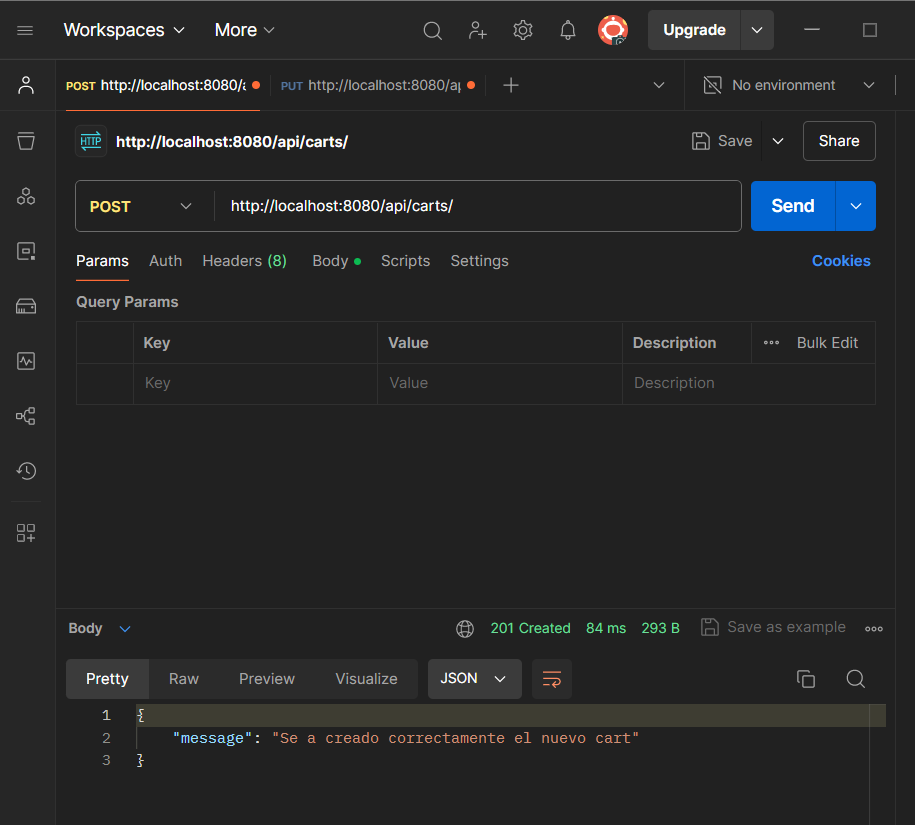 Workspaces More Upgrade
POST http://localhost:8080/a PUT http://localhost:8080/ap No environment
HTTP http://localhost:8080/api/carts/ Save Share
POST http://localhost:8080/api/carts/ Send
Params Auth Headers (8) Body Scripts Settings Cookies
Query Params
Key Value Description Bulk Edit
Key Value Description
Body 201 Created 84 ms 293 B Save as example
Pretty Raw Preview Visualize JSON
1 {
2 "message": "Se a creado correctamente el nuevo cart"
3 }